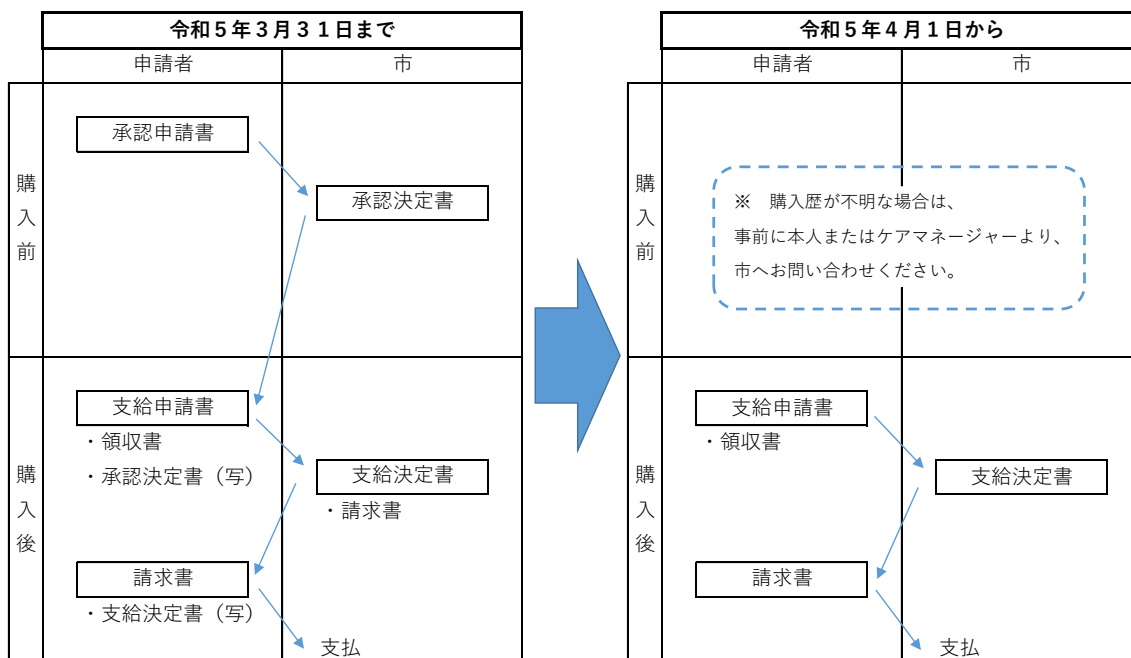 令和５年３月３１日まで
申請者
市
購入前
承認申請書
承認決定書
購入後
支給申請書
・領収書
・承認決定書（写）
支給決定書
・請求書
請求書
・支給決定書（写）
支払
令和５年４月１日から
申請者
市
購入前
※　購入歴が不明な場合は、
事前に本人またはケアマネージャーより、
市へお問い合わせください。
購入後
支給申請書
・領収書
支給決定書
請求書
支払